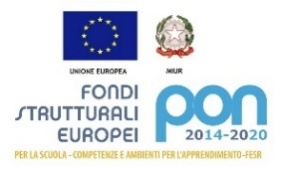 UNIONE EUROPEA MIUR
FONDI
STRUTTURALI
EUROPEI
pon
2014-2020
PER LA SCUOLA - COMPETENZE E AMBIENTI PER L'APPRENDIMENTO-FESR